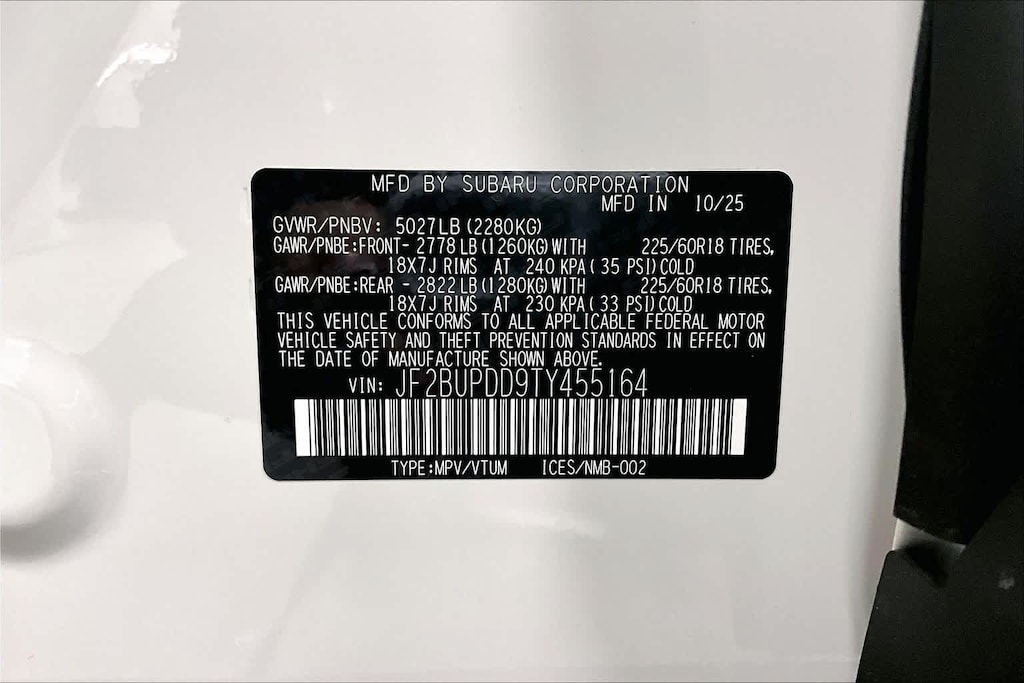 MFD BY SUBARU CORPORATION
MFD IN 10/25
GVWR/PNBV: 5027LB (2280KG)
GAWR/PNBE:FRONT- 2778 LB (1260KG) WITH 225/60R18 TIRES,
18X7J RIMS AT 240 KPA ( 35 PSI) COLD
GAWR/PNBE:REAR - 2822 LB (1280KG) WITH 225/60R18 TIRES,
18X7J RIMS AT 230 KPA ( 33 PSI) COLD
THIS VEHICLE CONFORMS TO ALL APPLICABLE FEDERAL MOTOR
VEHICLE SAFETY AND THEFT PREVENTION STANDARDS IN EFFECT ON
THE DATE OF MANUFACTURE SHOWN ABOVE.
VIN: JF2BUPDD9TY455164
TYPE:MPV/VTUM ICES/NMB-002